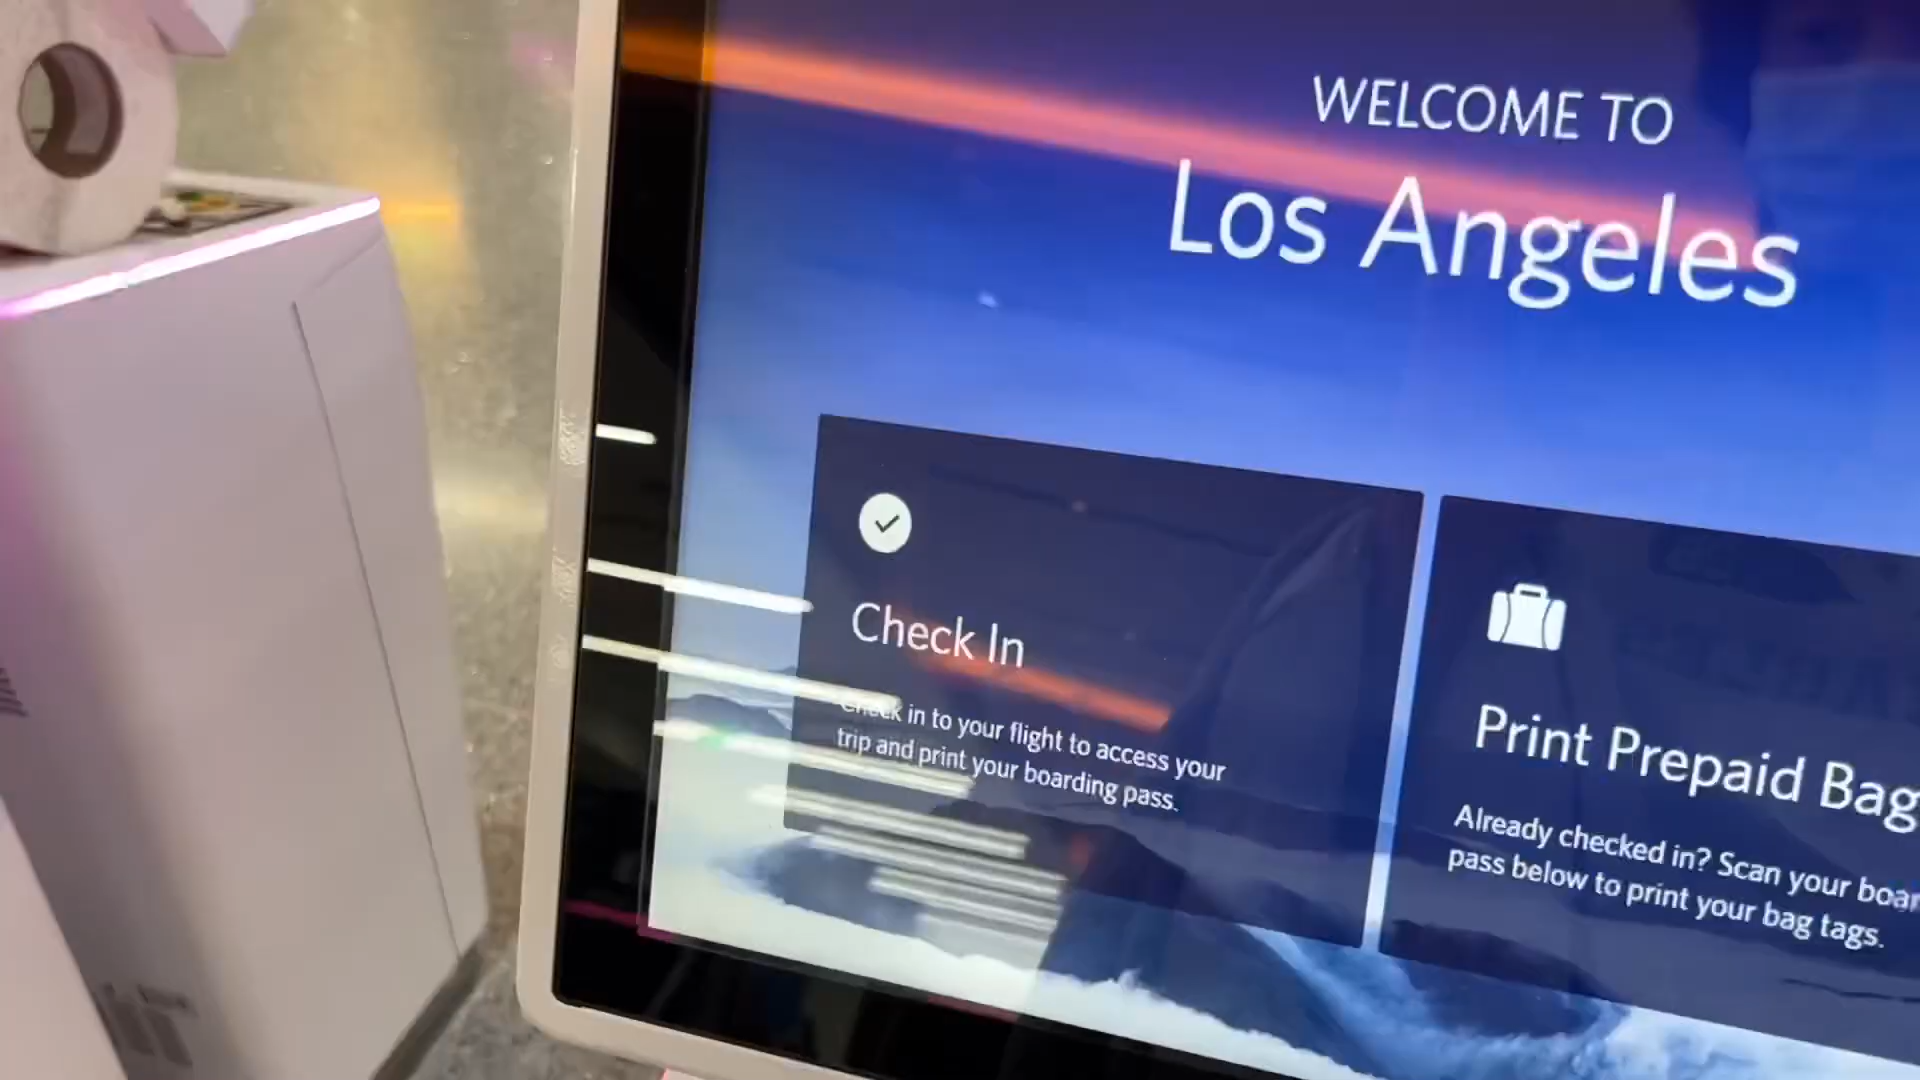 WELCOME TO
Los Angeles
Check In
Check in to your flight to access your
trip and print your boarding pass.
Print Prepaid Bag
Already checked in? Scan your boar
pass below to print your bag tags.